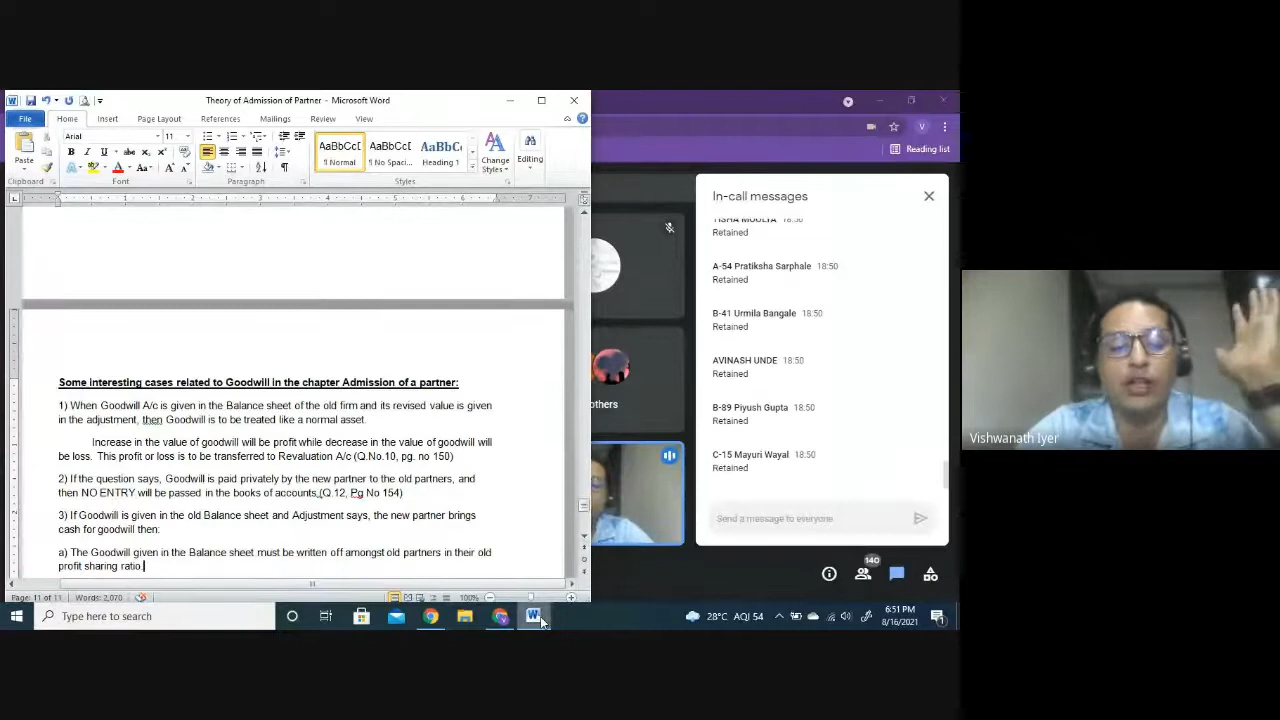 Theory of Admission of Partner - Microsoft Word
File Home Insert Page Layout References Mailings Review View
Reading list
Arial 11
AaBbCcD AaBbCcD AaBbC
Paste
¶ Normal ¶ No Spaci... Heading 1
Change Styles
Editing
Clipboard Font Paragraph Styles
Some interesting cases related to Goodwill in the chapter Admission of a partner:
1) When Goodwill A/c is given in the Balance sheet of the old firm and its revised value is given
in the adjustment, then Goodwill is to be treated like a normal asset.
Increase in the value of goodwill will be profit while decrease in the value of goodwill will
be loss. This profit or loss is to be transferred to Revaluation A/c (Q.No.10, pg. no 150)
2) If the question says, Goodwill is paid privately by the new partner to the old partners, and
then NO ENTRY will be passed in the books of accounts,(Q.12, Pg No 154)
3) If Goodwill is given in the old Balance sheet and Adjustment says, the new partner brings
cash for goodwill then:
a) The Goodwill given in the Balance sheet must be written off amongst old partners in their old
profit sharing ratio.
Page: 11 of 11 Words: 2,070 100%
Type here to search
others
In-call messages
TISHA MOOLYA 18:50
Retained
A-54 Pratiksha Sarphale 18:50
Retained
B-41 Urmila Bangale 18:50
Retained
AVINASH UNDE 18:50
Retained
B-89 Piyush Gupta 18:50
Retained
C-15 Mayuri Wayal 18:50
Retained
Send a message to everyone
140
28°C AQI 54
6:51 PM
8/16/2021
Vishwanath Iyer